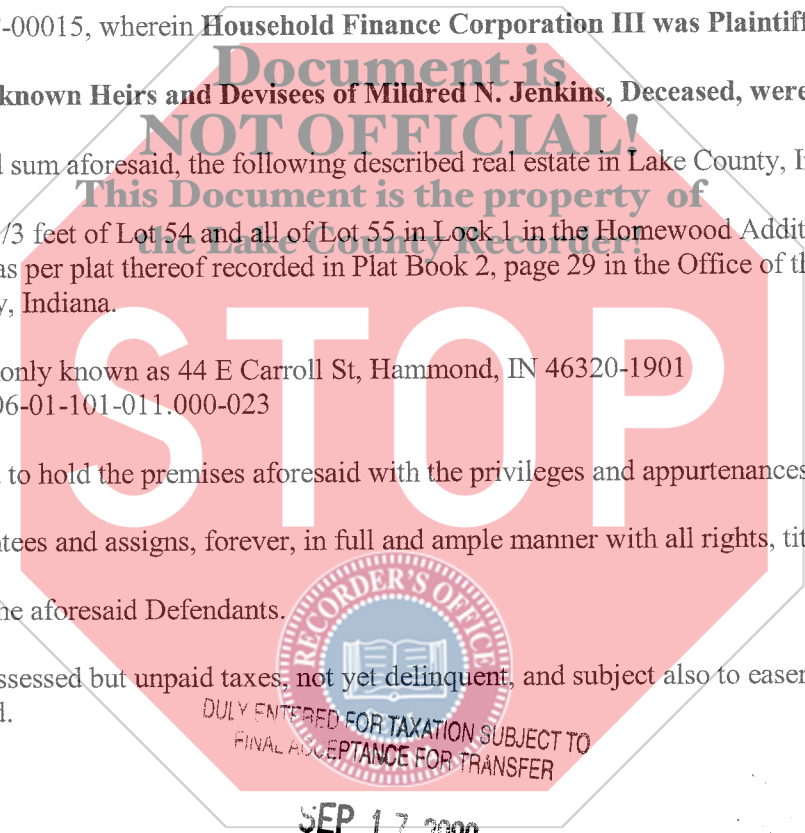 -00015, wherein Household Finance Corporation III was Plaintiff
Document is
known Heirs and Devisees of Mildred N. Jenkins, Deceased, were
NOT OFFICIAL!
sum aforesaid, the following described real estate in Lake County, I
This Document is the property of
/3 feet of Lot 54 and all of Lot 55 in Lock 1 in the Homewood Addit
the Lake County Recorder!
as per plat thereof recorded in Plat Book 2, page 29 in the Office of th
, Indiana.
STOP
only known as 44 E Carroll St, Hammond, IN 46320-1901
06-01-101-011.000-023
to hold the premises aforesaid with the privileges and appurtenances
ntees and assigns, forever, in full and ample manner with all rights, tit
RECORDER'S OFFICE
he aforesaid Defendants.
ssessed but unpaid taxes, not yet delinquent, and subject also to easer
d.
DULY ENTERED FOR TAXATION SUBJECT TO
FINAL ACCEPTANCE FOR TRANSFER
SEP 17